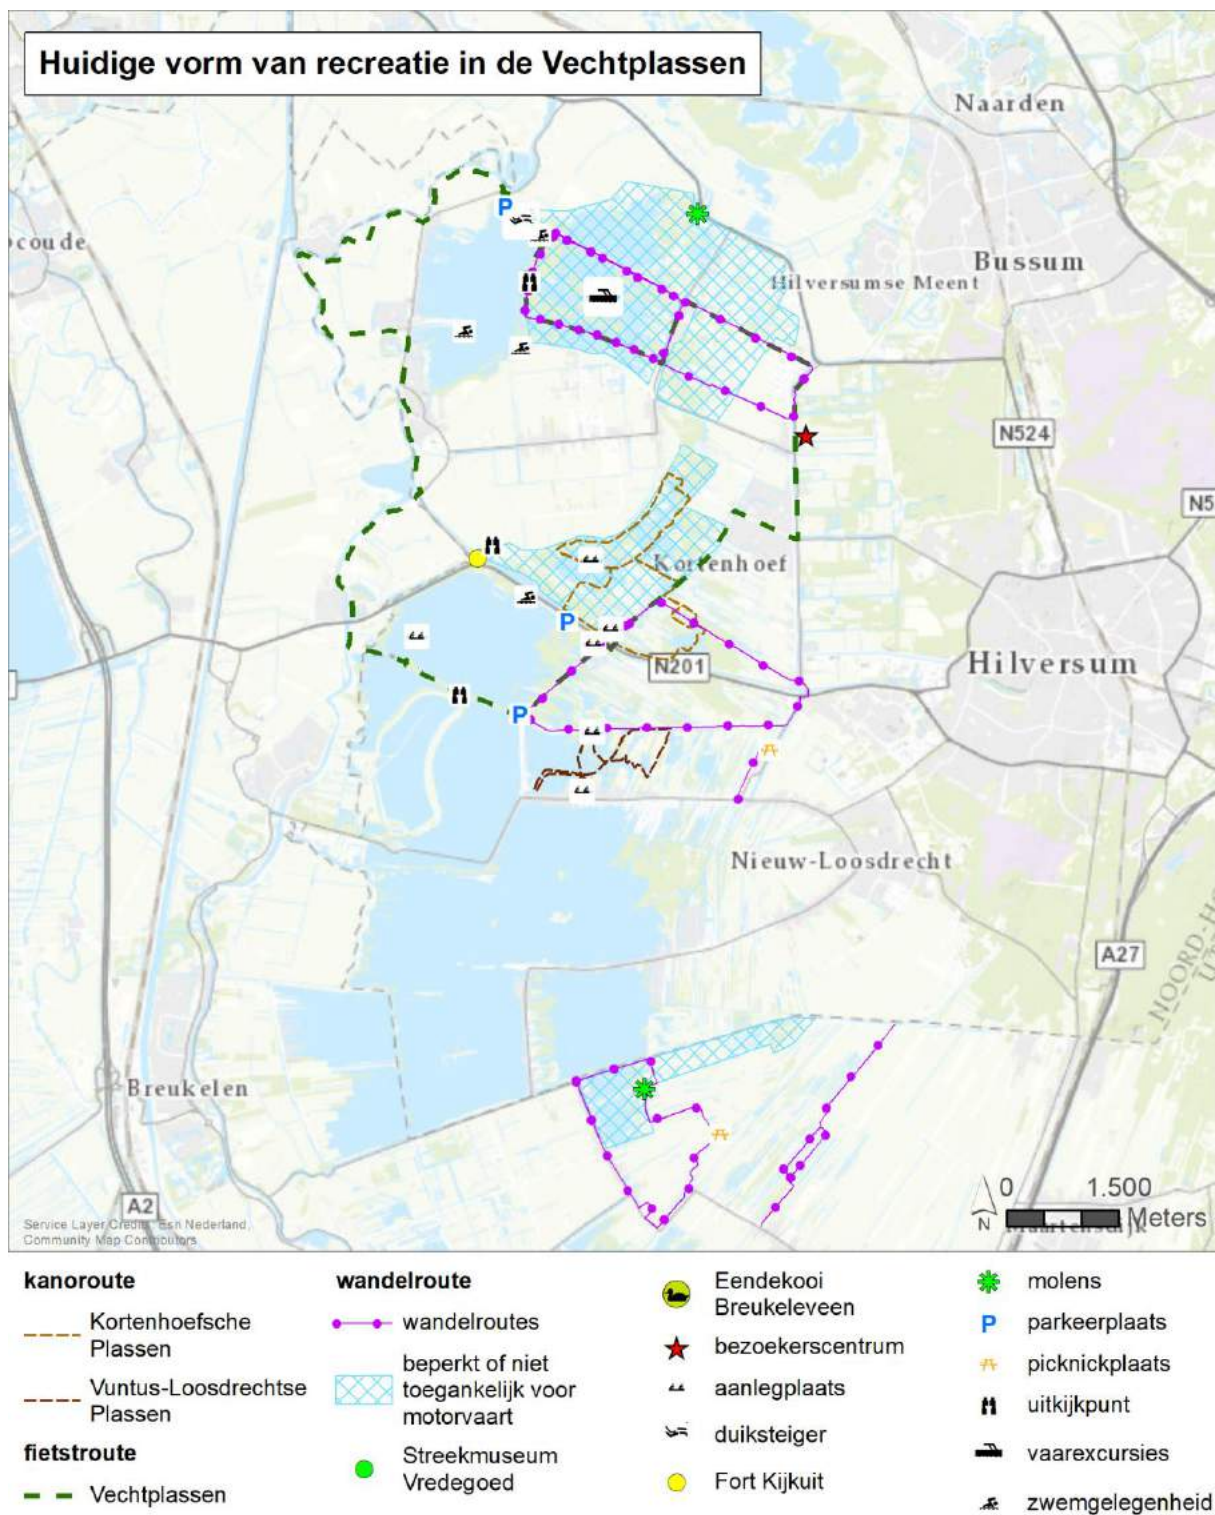 Huidige vorm van recreatie in de Vechtplassen
Naarden
coude
Bussum
Hilversumse Meent
N524
N5
Kortenhoef
N201
Hilversum
Nieuw-Loosdrecht
A27
NOORD-H
UT
Breukelen
A2
0 1.500
Meters
N
Service Layer Credits: Esri Nederland,
Community Map Contributors
kanoroute
Kortenhoefsche
Plassen
Vuntus-Loosdrechtse
Plassen
fietstroute
Vechtplassen
wandelroute
wandelroutes
beperkt of niet
toegankelijk voor
motorvaart
Streekmuseum
Vredegoed
Eendekooi
Breukeleveen
bezoekerscentrum
aanlegplaats
duiksteiger
Fort Kijkuit
molens
P parkeerplaats
picknickplaats
uitkijkpunt
vaarexcursies
zwemgelegenheid